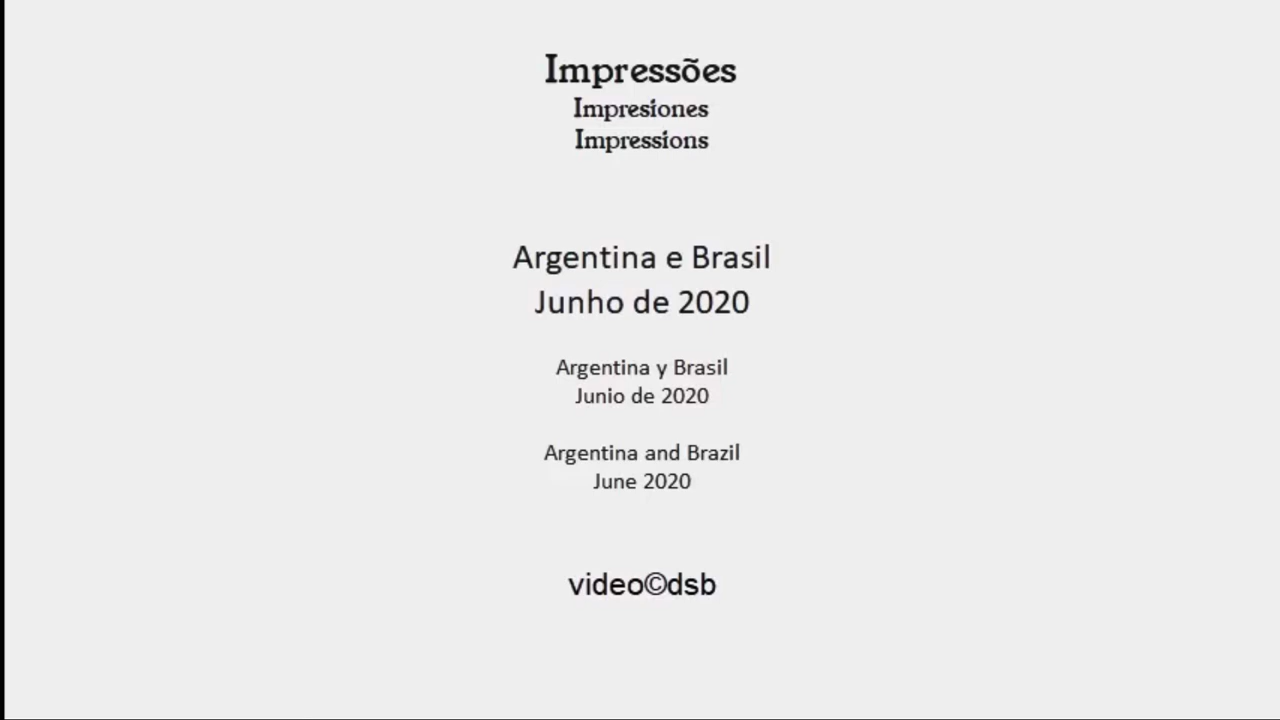 Impressões
Impresiones
Impressions
Argentina e Brasil
Junho de 2020
Argentina y Brasil
Junio de 2020
Argentina and Brazil
June 2020
video©dsb